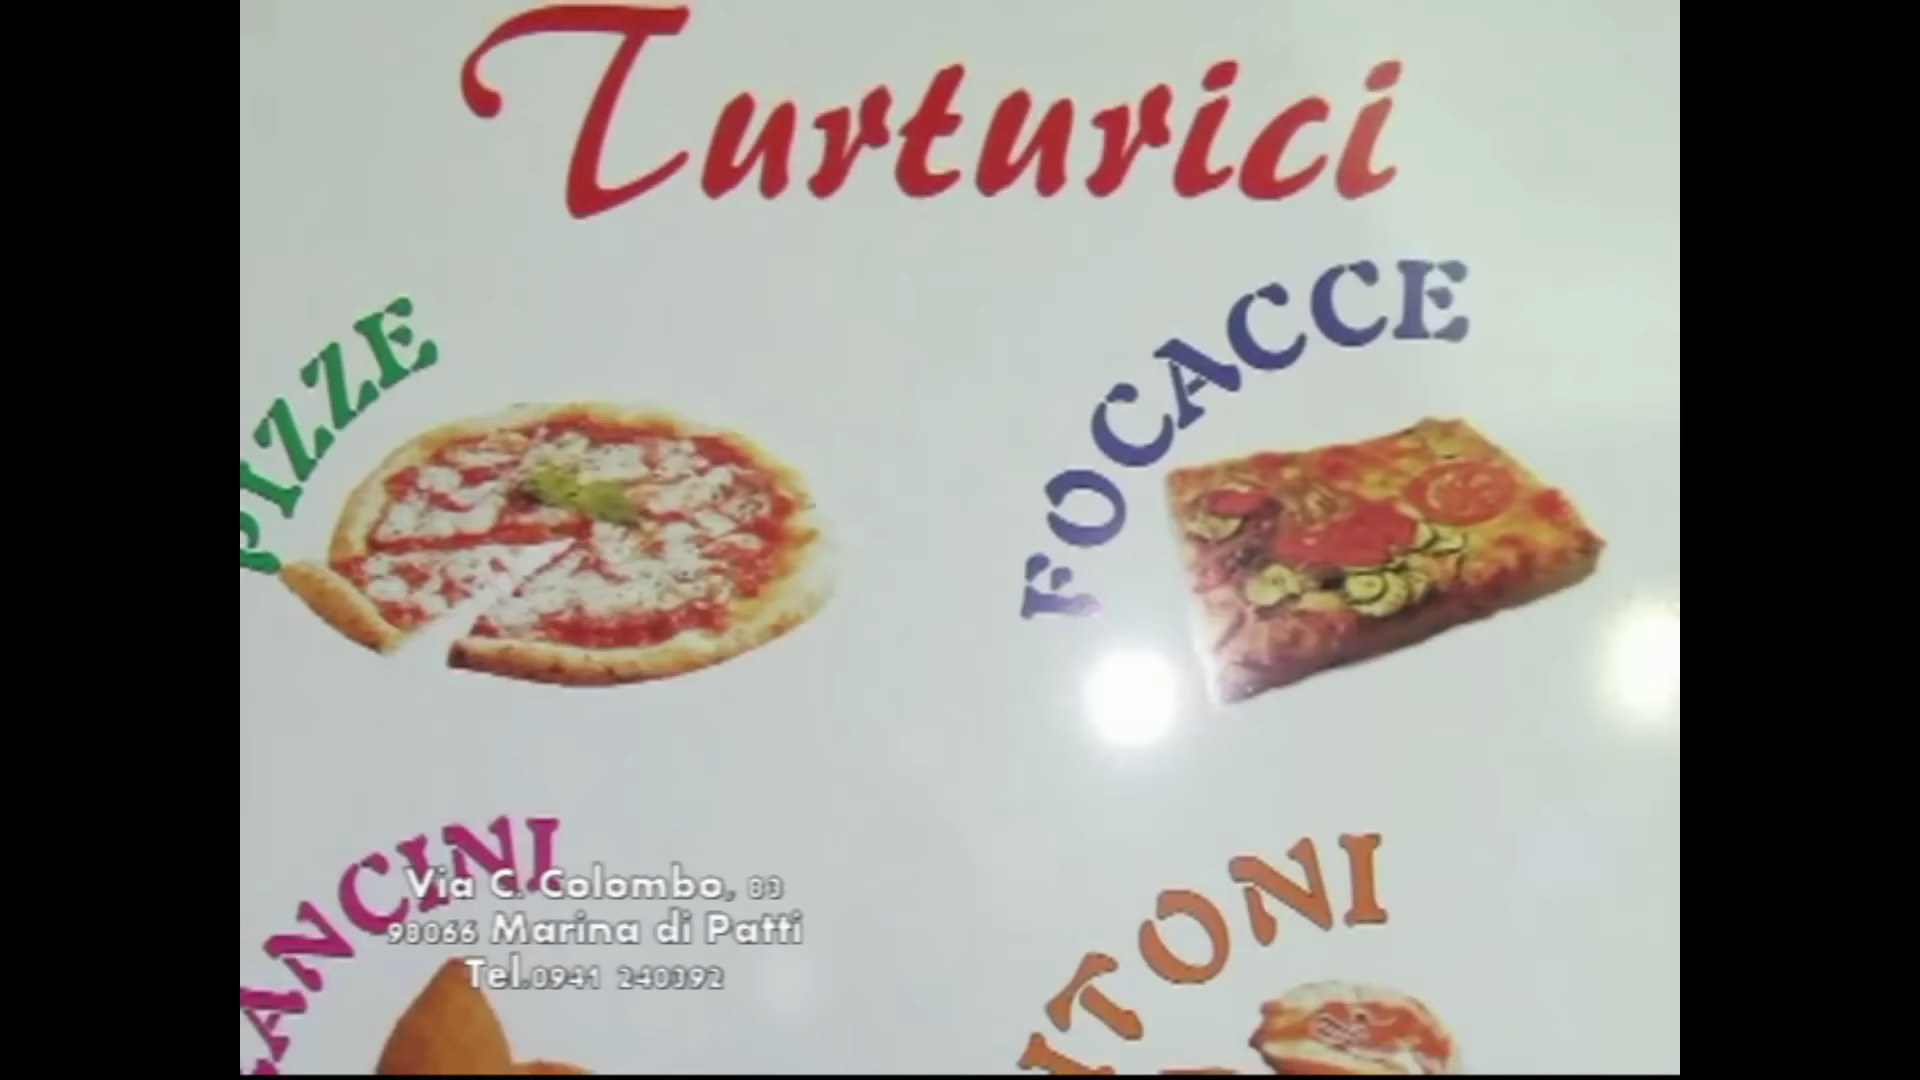 Turturici
PIZZE
FOCACCE
ANCINI
TONI
Via C. Colombo, 83
98066 Marina di Patti
Tel.0941 240392